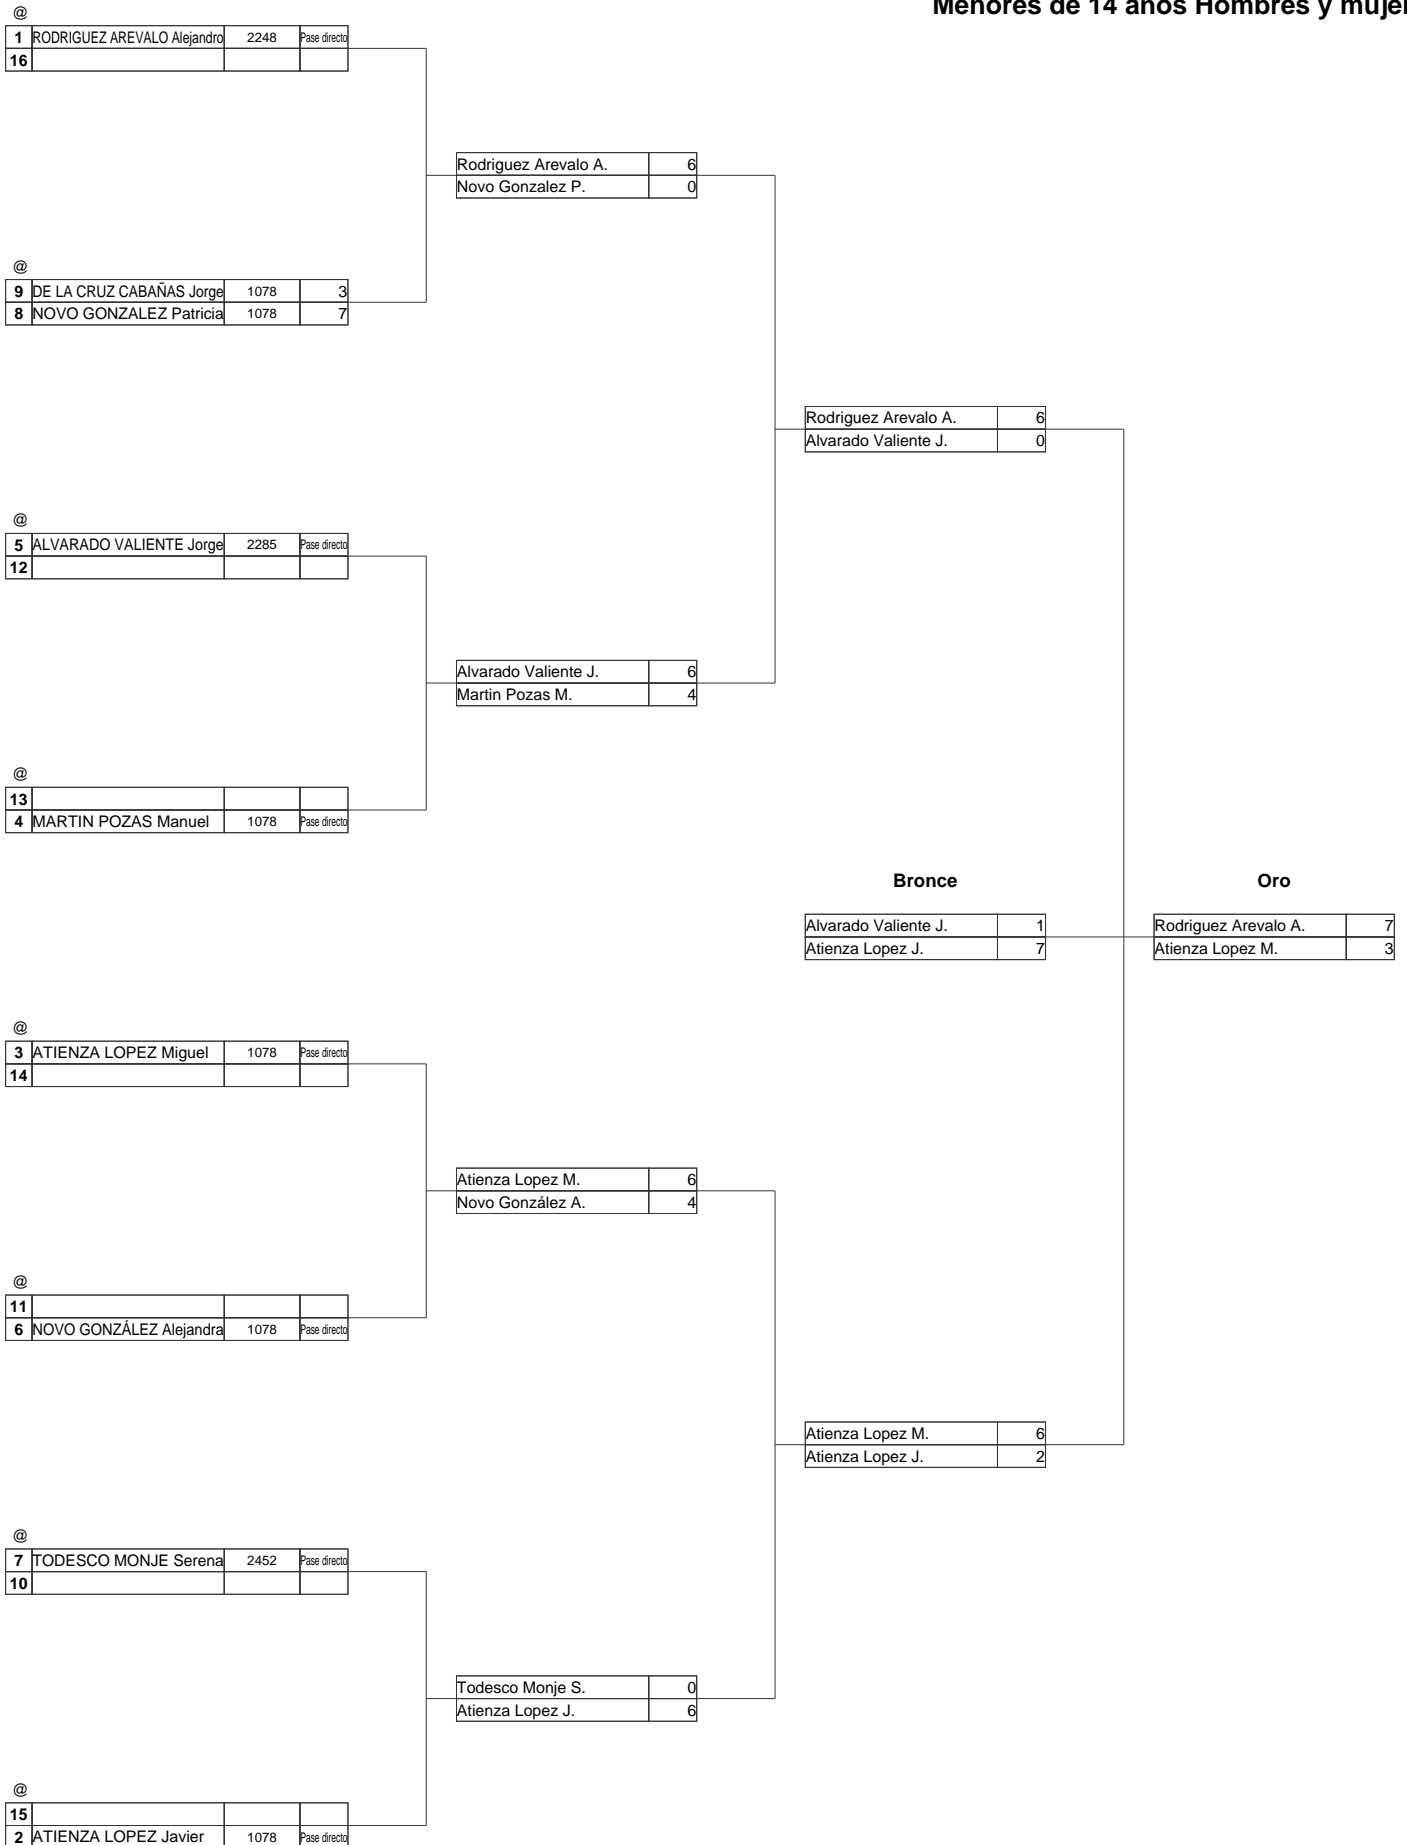 Menores de 14 años Hombres y mujer
@
1 RODRIGUEZ AREVALO Alejandro 2248 Pase directo
16
Rodriguez Arevalo A. 6
Novo Gonzalez P. 0
@
9 DE LA CRUZ CABAÑAS Jorge 1078 3
8 NOVO GONZALEZ Patricia 1078 7
Rodriguez Arevalo A. 6
Alvarado Valiente J. 0
@
5 ALVARADO VALIENTE Jorge 2285 Pase directo
12
Alvarado Valiente J. 6
Martin Pozas M. 4
@
13
4 MARTIN POZAS Manuel 1078 Pase directo
Bronce Oro
Alvarado Valiente J. 1 Rodriguez Arevalo A. 7
Atienza Lopez J. 7 Atienza Lopez M. 3
@
3 ATIENZA LOPEZ Miguel 1078 Pase directo
14
Atienza Lopez M. 6
Novo González A. 4
@
11
6 NOVO GONZÁLEZ Alejandra 1078 Pase directo
Atienza Lopez M. 6
Atienza Lopez J. 2
@
7 TODESCO MONJE Serena 2452 Pase directo
10
Todesco Monje S. 0
Atienza Lopez J. 6
@
15
2 ATIENZA LOPEZ Javier 1078 Pase directo